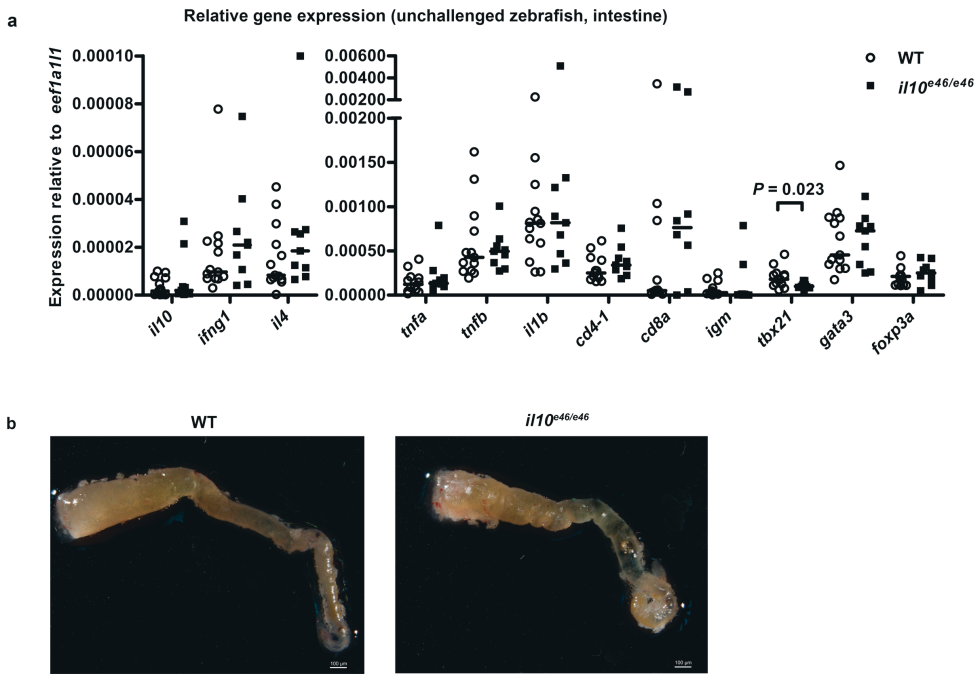 Relative gene expression (unchallenged zebrafish, intestine)
a
Expression relative to eef1a1l1
0.00010
0.00008
0.00006
0.00004
0.00002
0.00000
il10
ifng1
il4
0.00600
0.00400
0.00200
0.00200
0.00150
0.00100
0.00050
0.00000
tnfa
tnfb
il1b
cd4-1
cd8a
igm
tbx21
gata3
foxp3a
P = 0.023
WT
il10e46/e46
b
WT
il10e46/e46
100 µm
100 µm